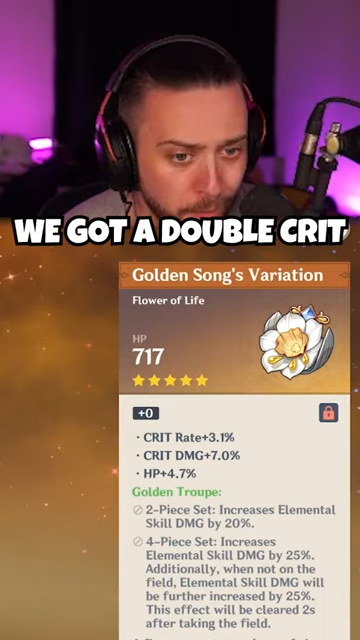 WE GOT A DOUBLE CRIT
Golden Song's Variation
Flower of Life
HP
717
+0
· CRIT Rate+3.1%
· CRIT DMG+7.0%
· HP+4.7%
Golden Troupe:
2-Piece Set: Increases Elemental
Skill DMG by 20%.
4-Piece Set: Increases
Elemental Skill DMG by 25%.
Additionally, when not on the
field, Elemental Skill DMG will
be further increased by 25%.
This effect will be cleared 2s
after taking the field.